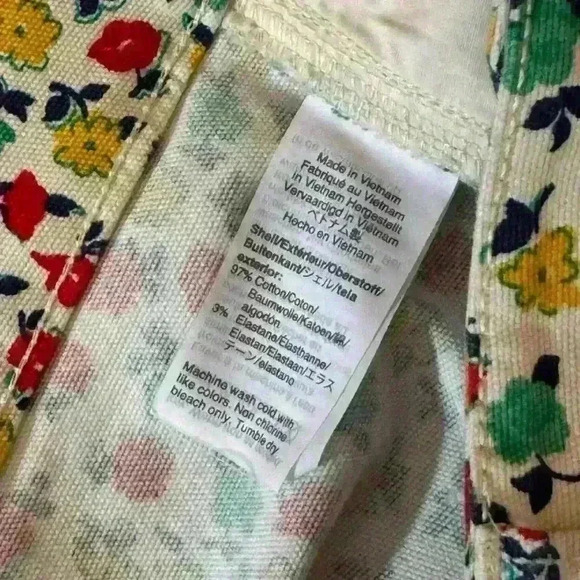 Made in Vietnam
Fabriqué au Vietnam
in Vietnam Hergestellt
Vervaardigd in Vietnam
ベトナム製
Hecho en Vietnam
Shell/Extérieur/Oberstoff/
Buitenkant/シェル/tela
exterior:
97% Cotton/Coton/
Baumwolle/Katoen/綿/
algodón
3% Elastane/Élasthanne/
Elastan/Elastaan/エラス
テーン/elastano
Machine wash cold with
like colors. Non chlorine
bleach only. Tumble dry